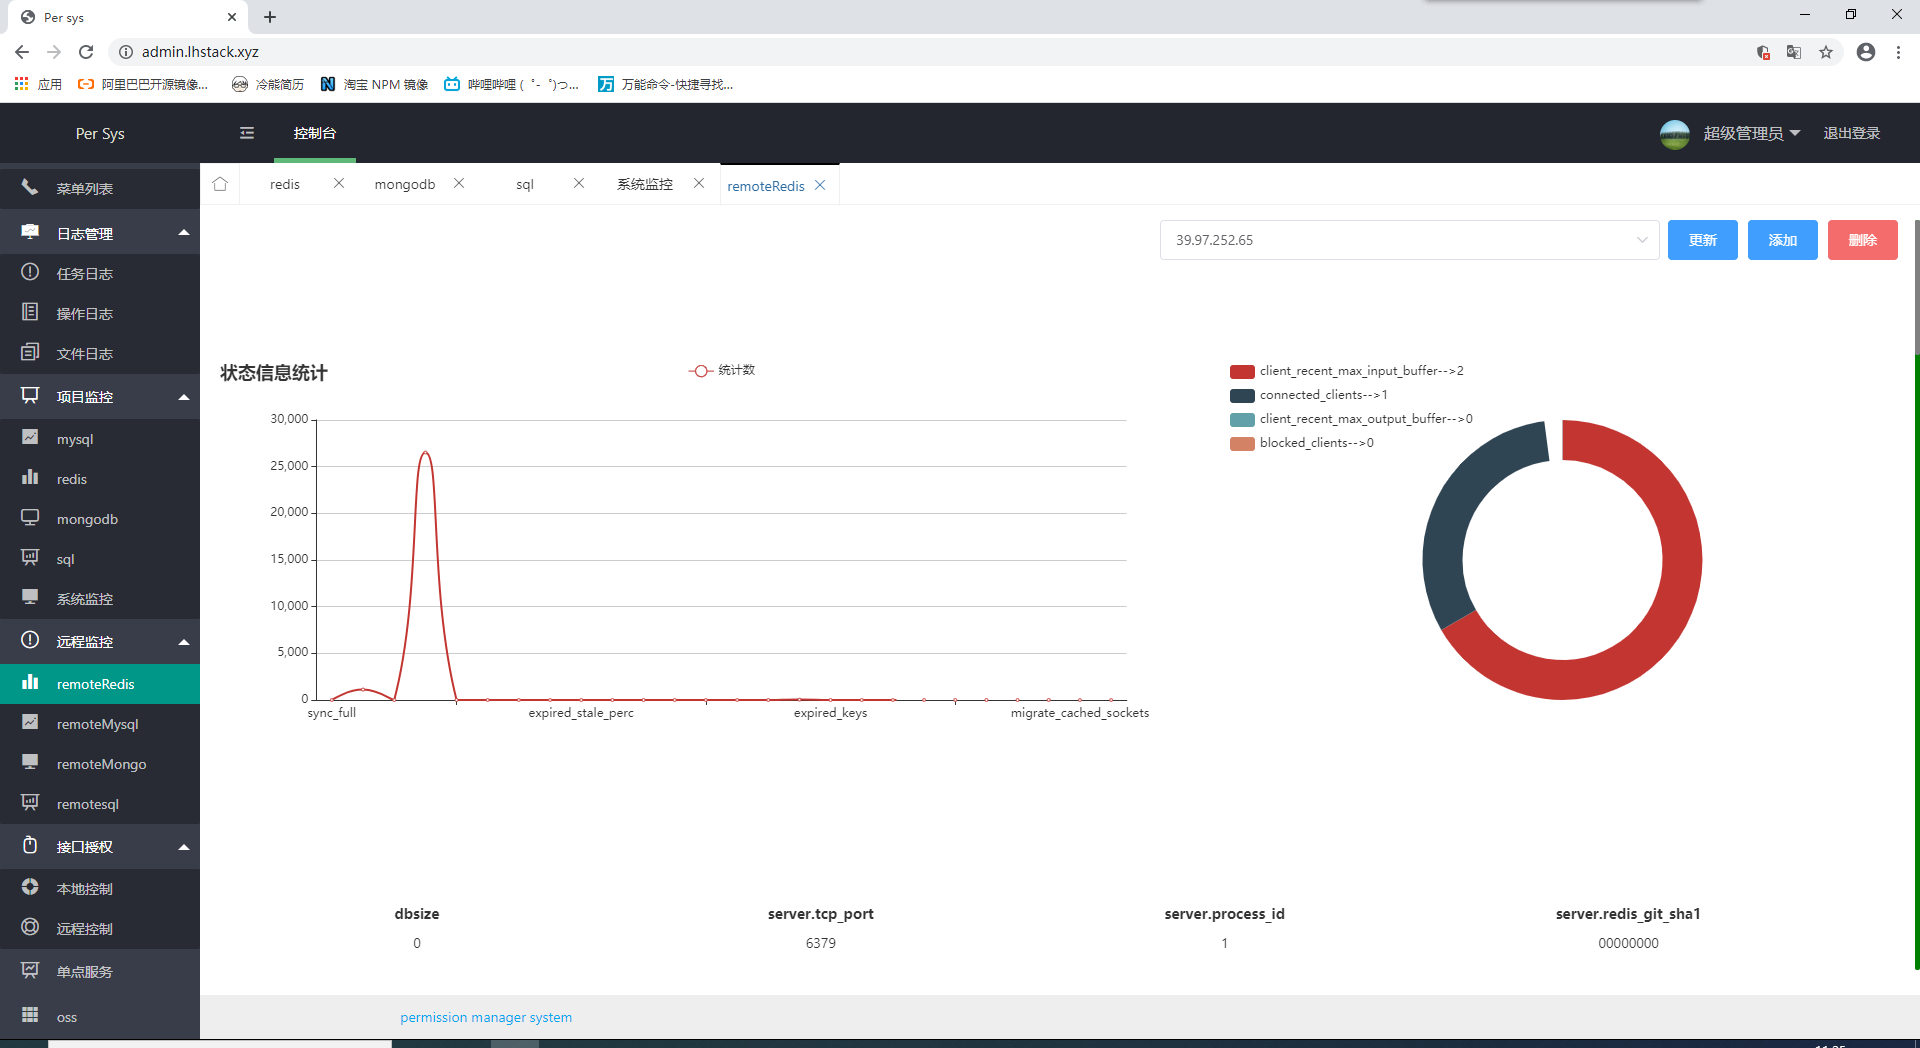 Per sys
admin.lhstack.xyz
应用
阿里巴巴开源镜像...
冷熊简历
淘宝 NPM 镜像
哔哩哔哩 ( ゜- ゜)つ...
万能命令-快捷寻找...
Per Sys
控制台
超级管理员
退出登录
菜单列表
日志管理
任务日志
操作日志
文件日志
项目监控
mysql
redis
mongodb
sql
系统监控
远程监控
remoteRedis
remoteMysql
remoteMongo
remotesql
接口授权
本地控制
远程控制
单点服务
oss
redis
mongodb
sql
系统监控
remoteRedis
39.97.252.65
更新
添加
删除
状态信息统计
统计数
30,000
25,000
20,000
15,000
10,000
5,000
0
sync_full
expired_stale_perc
expired_keys
migrate_cached_sockets
client_recent_max_input_buffer-->2
connected_clients-->1
client_recent_max_output_buffer-->0
blocked_clients-->0
dbsize
0
server.tcp_port
6379
server.process_id
1
server.redis_git_sha1
00000000
permission manager system